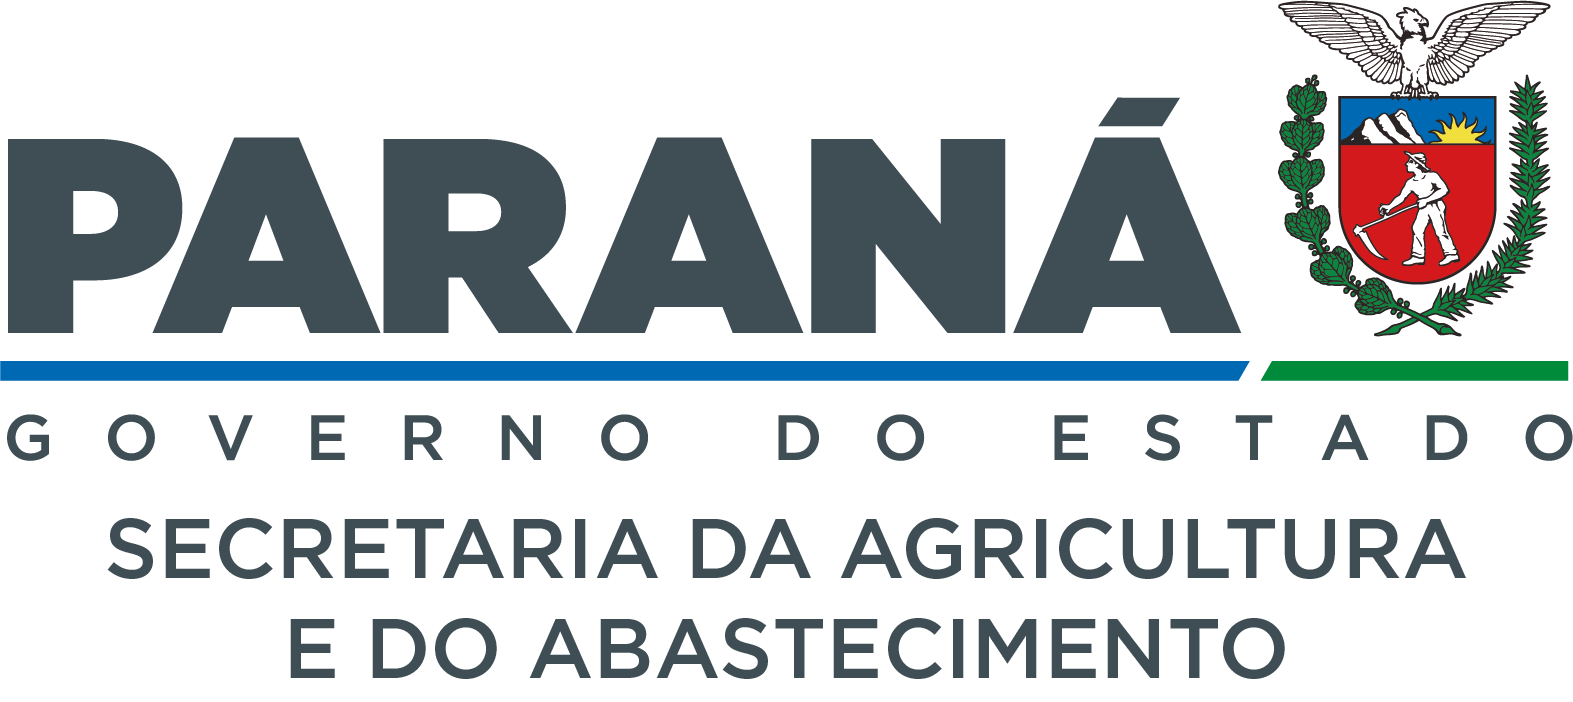 PARANÁ
GOVERNO DO ESTADO
SECRETARIA DA AGRICULTURA
E DO ABASTECIMENTO